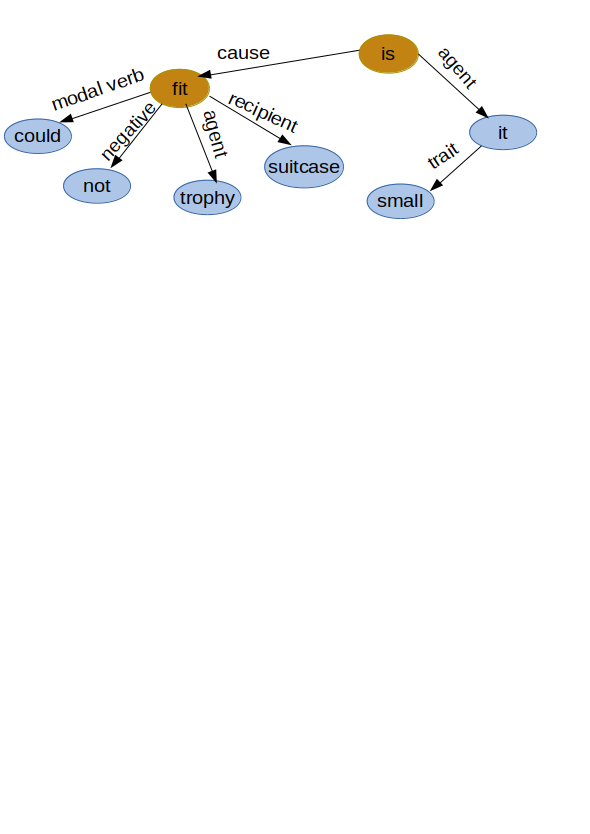 cause
is
agent
modal verb
fit
recipient
could
negative
agent
it
trait
not
suitcase
trophy
small